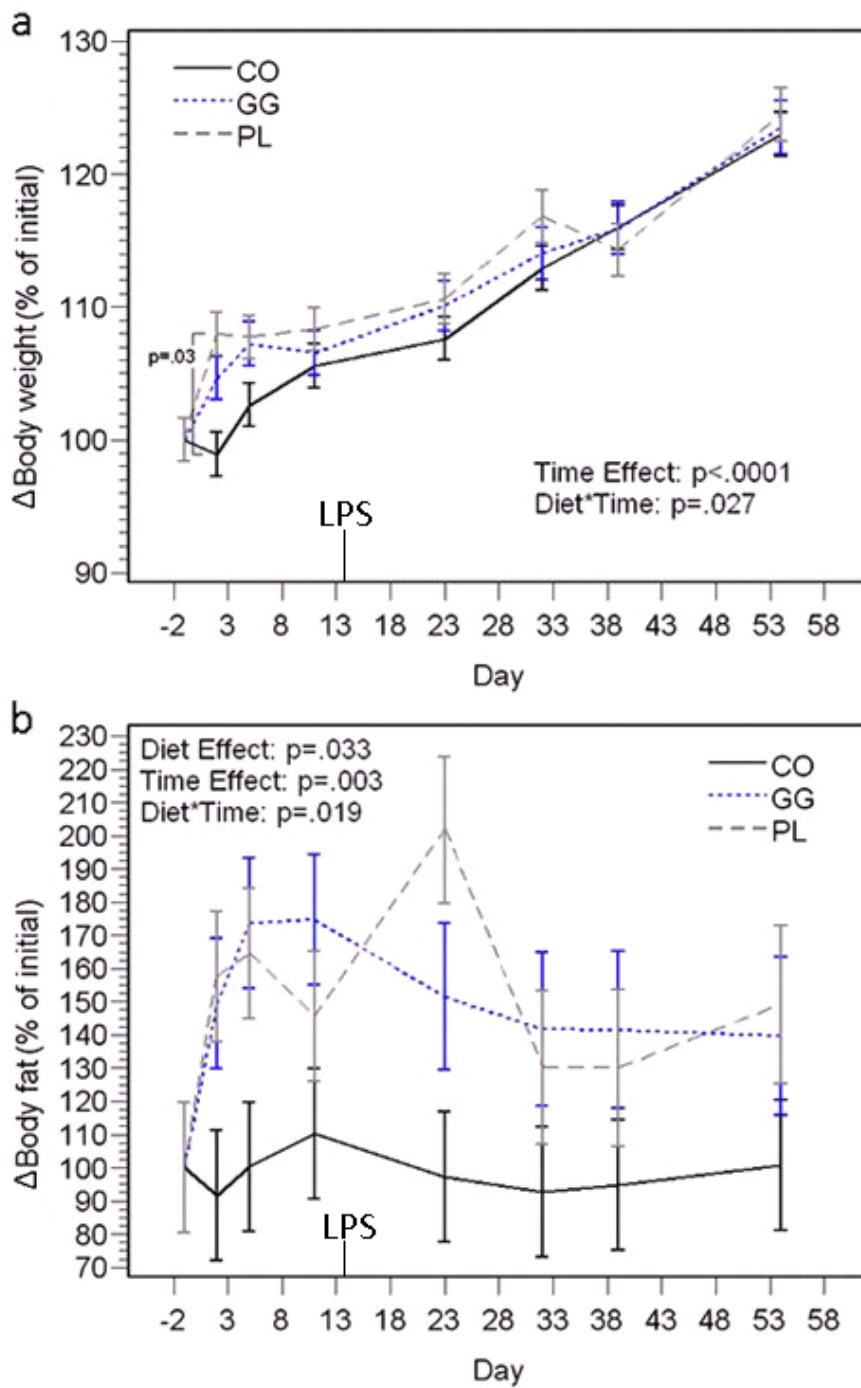 a
130
120
110
100
90
ΔBody weight (% of initial)
CO
GG
PL
p=.03
Time Effect: p<.0001
Diet*Time: p=.027
LPS
-2 3 8 13 18 23 28 33 38 43 48 53 58
Day
b
230
220
210
200
190
180
170
160
150
140
130
120
110
100
90
80
70
ΔBody fat (% of initial)
Diet Effect: p=.033
Time Effect: p=.003
Diet*Time: p=.019
CO
GG
PL
LPS
-2 3 8 13 18 23 28 33 38 43 48 53 58
Day